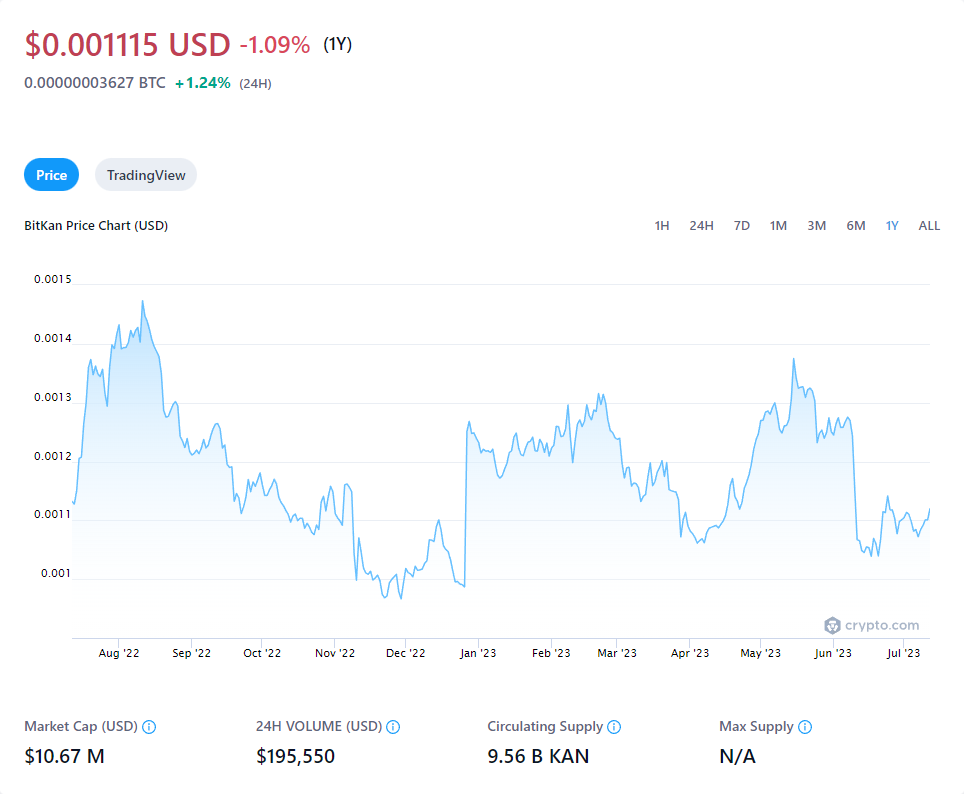 $0.001115 USD -1.09% (1Y)
0.00000003627 BTC +1.24% (24H)
Price TradingView
BitKan Price Chart (USD) 1H 24H 7D 1M 3M 6M 1Y ALL
0.0015
0.0014
0.0013
0.0012
0.0011
0.001
crypto.com
Aug '22 Sep '22 Oct '22 Nov '22 Dec '22 Jan '23 Feb '23 Mar '23 Apr '23 May '23 Jun '23 Jul '23
Market Cap (USD) 24H VOLUME (USD) Circulating Supply Max Supply
$10.67 M $195,550 9.56 B KAN N/A